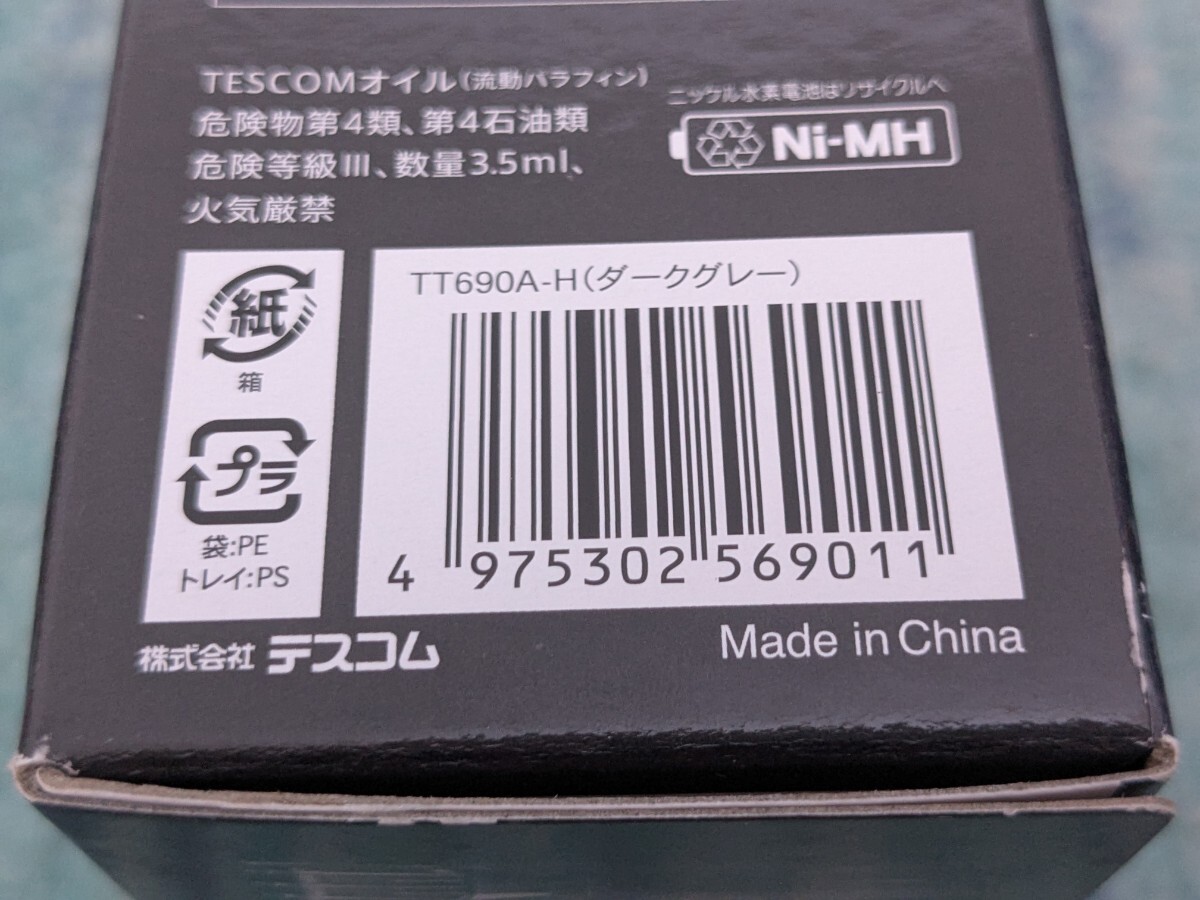 TESCOMオイル(流動パラフィン)
危険物第4類、第4石油類
危険等級III、数量3.5ml、
火気厳禁
ニッケル水素電池はリサイクルへ
Ni-MH
紙
箱
プラ
袋:PE
トレイ:PS
TT690A-H(ダークグレー)
4 975302 569011
株式会社 テスコム
Made in China